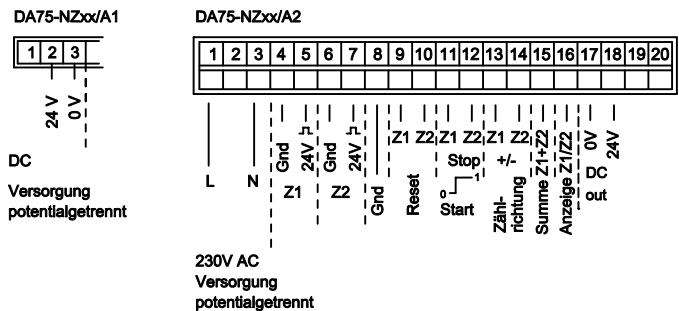 DA75-NZxx/A1
1 2 3
24 V
0 V
DC
Versorgung
potentialgetrennt
DA75-NZxx/A2
1 2 3 4 5 6 7 8 9 10 11 12 13 14 15 16 17 18 19 20
L
N
Gnd
24V
Z1
Gnd
24V
Z2
Gnd
Z1 Z2
Reset
Z1 Z2
Stop
0
1
Start
Z1 Z2
+/-
Zähl-
richtung
Summe Z1+Z2
Anzeige Z1/Z2
0V
24V
DC
out
230V AC
Versorgung
potentialgetrennt